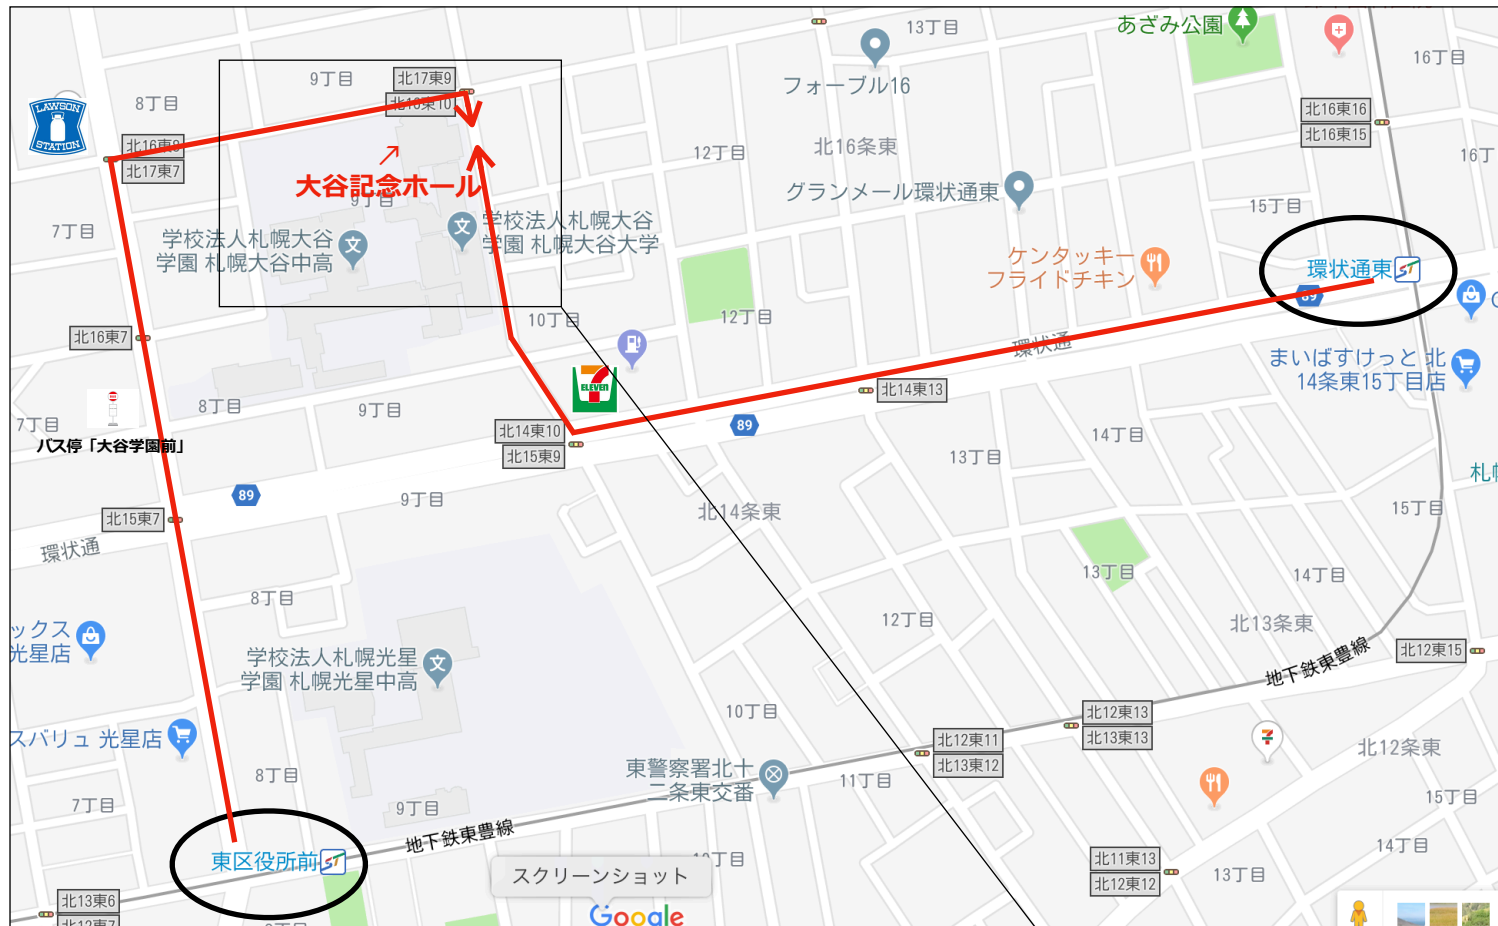 あざみ公園
13丁目
16丁目
9丁目
北17東9
8丁目
北16東10
フォーブル16
北16東16
北16東15
LAWSON
STATION
北16東8
北17東7
12丁目
北16条東
16丁
グランメール環状通東
大谷記念ホール
9丁目
15丁目
7丁目
学校法人札幌大谷
学園 札幌大谷中高
学校法人札幌大谷
学園 札幌大谷大学
ケンタッキー
フライドチキン
環状通東
ST
89
10丁目
12丁目
北16東7
環状通
まいばすけっと 北
14条東15丁目店
ELEVEN
北14東13
8丁目
9丁目
7丁目
バス停「大谷学園前」
北14東10
北15東9
89
14丁目
13丁目
89
9丁目
北14条東
15丁目
北15東7
環状通
13丁目
14丁目
8丁目
12丁目
北13条東
ックス
光星店
学校法人札幌光星
学園 札幌光星中高
北12東15
地下鉄東豊線
10丁目
北12東13
北13東13
スバリュ 光星店
北12東11
北13東12
北12条東
8丁目
東警察署北十
二条東交番
11丁目
7丁目
9丁目
15丁目
地下鉄東豊線
東区役所前
ST
14丁目
北11東13
北12東12
13丁目
スクリーンショット
北13東6
Google